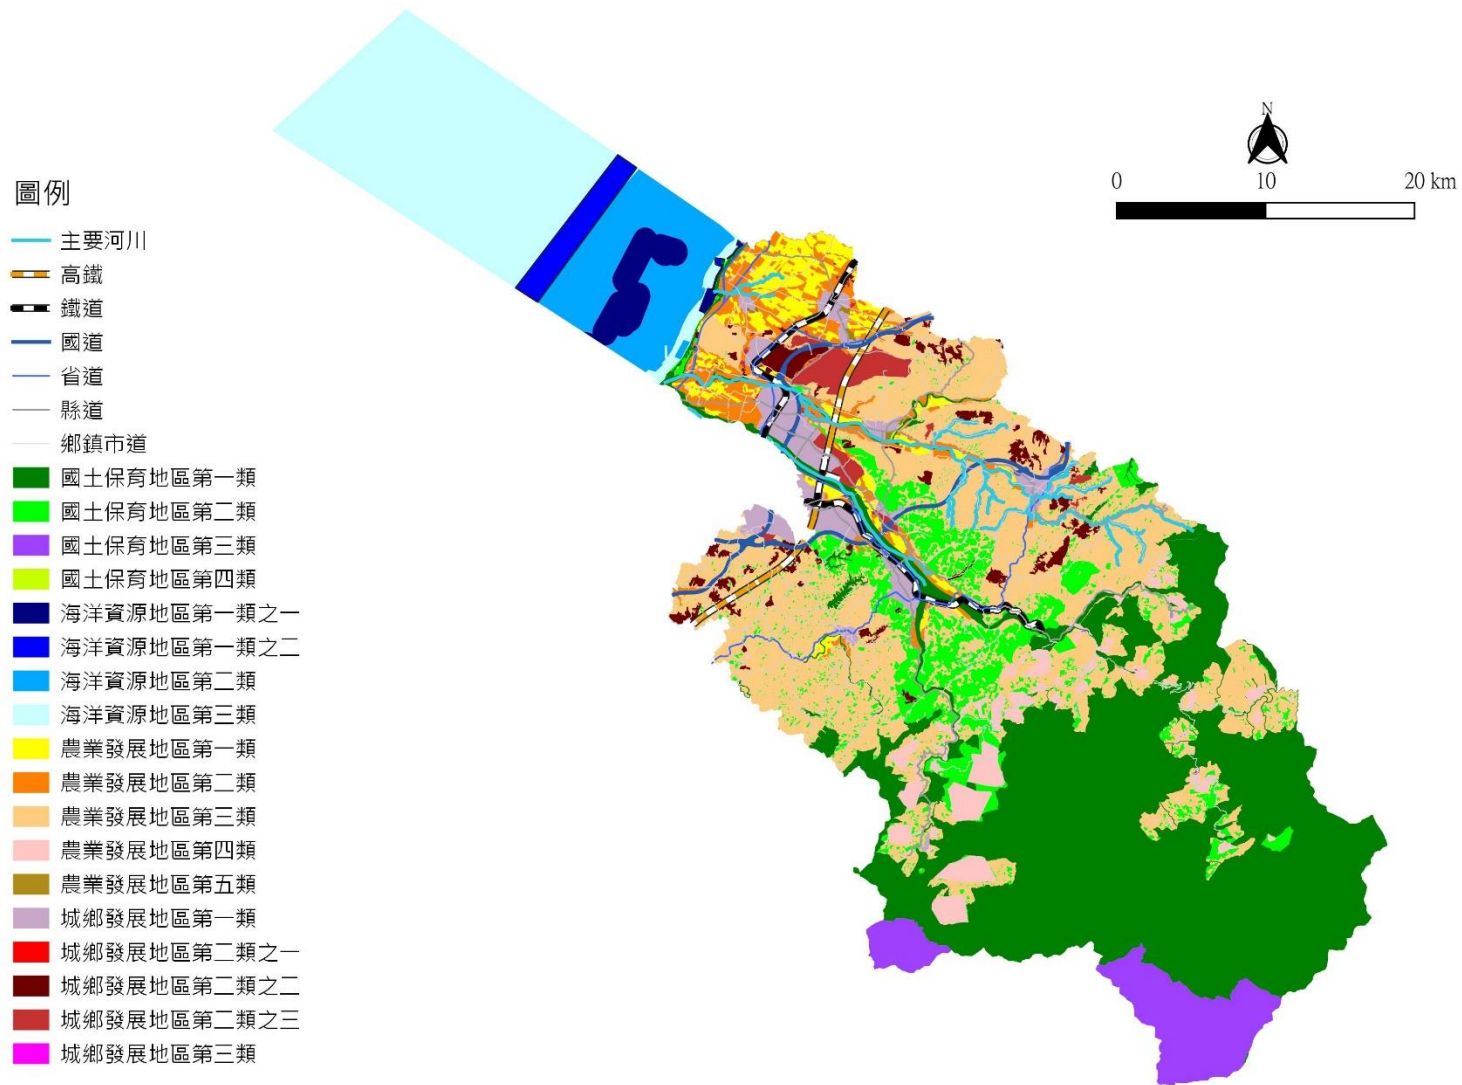 N
0 10 20 km
圖例
主要河川
高鐵
鐵道
國道
省道
縣道
鄉鎮市道
國土保育地區第一類
國土保育地區第二類
國土保育地區第三類
國土保育地區第四類
海洋資源地區第一類之一
海洋資源地區第一類之二
海洋資源地區第二類
海洋資源地區第三類
農業發展地區第一類
農業發展地區第二類
農業發展地區第三類
農業發展地區第四類
農業發展地區第五類
城鄉發展地區第一類
城鄉發展地區第二類之一
城鄉發展地區第二類之二
城鄉發展地區第二類之三
城鄉發展地區第三類